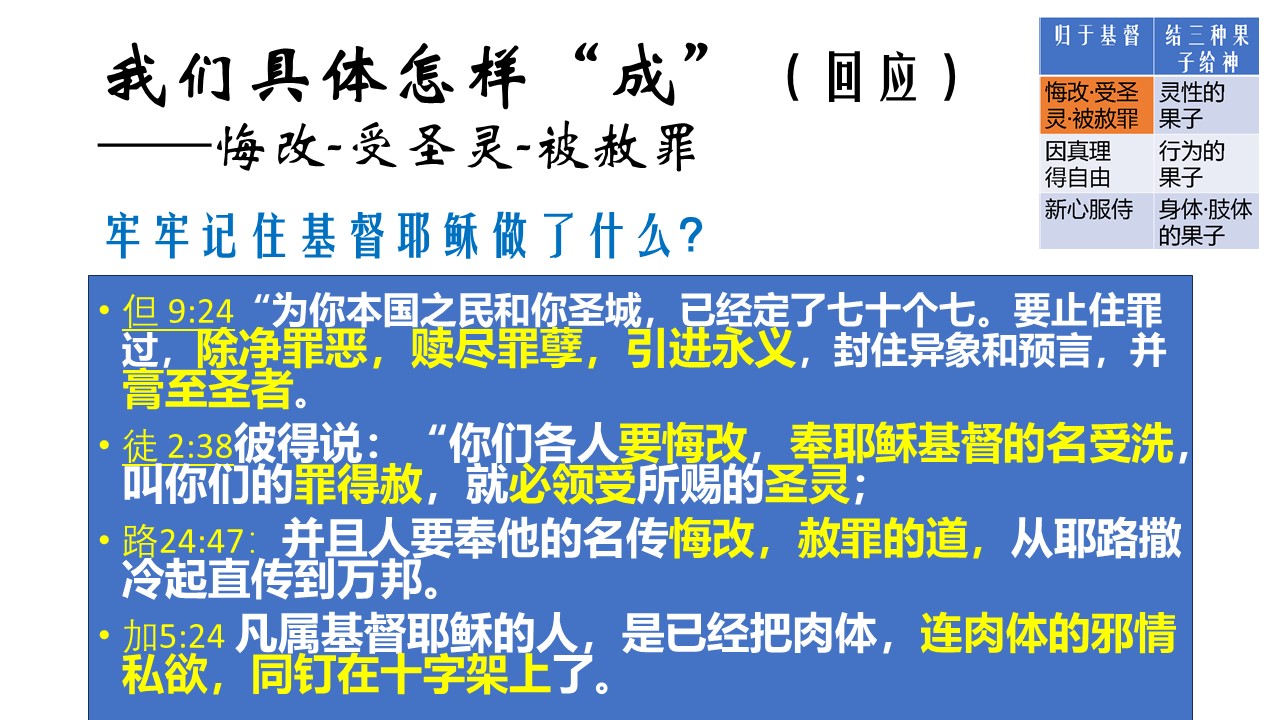 我们具体怎样“成”（回应）
——悔改-受圣灵-被赦罪
归于基督 结三种果
子给神
悔改·受圣 灵性的
灵·被赦罪 果子
因真理 行为的
得自由 果子
新心服侍 身体·肢体
的果子
牢牢记住基督耶稣做了什么?
• 但 9:24 “为你本国之民和你圣城，已经定了七十个七。要止住罪
过，除净罪恶，赎尽罪孽，引进永义，封住异象和预言，并
膏至圣者。
• 徒 2:38彼得说：“你们各人要悔改，奉耶稣基督的名受洗，
叫你们的罪得赦，就必领受所赐的圣灵；
• 路24:47：并且人要奉他的名传悔改，赦罪的道，从耶路撒
冷起直传到万邦。
• 加5:24 凡属基督耶稣的人，是已经把肉体，连肉体的邪情
私欲，同钉在十字架上了。